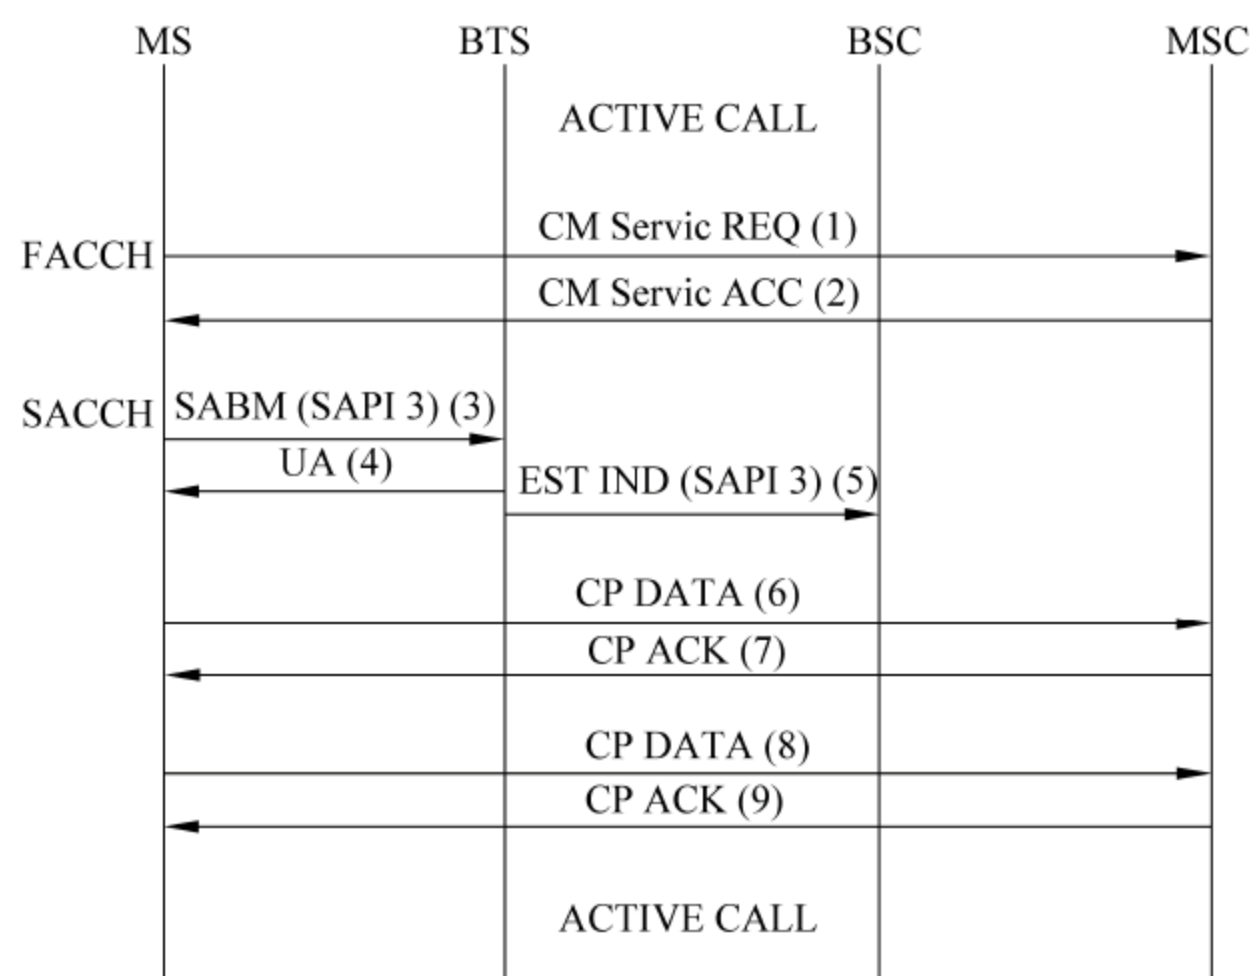 MS BTS BSC MSC
ACTIVE CALL
CM Servic REQ (1)
FACCH
CM Servic ACC (2)
SACCH SABM (SAPI 3) (3)
UA (4)
EST IND (SAPI 3) (5)
CP DATA (6)
CP ACK (7)
CP DATA (8)
CP ACK (9)
ACTIVE CALL